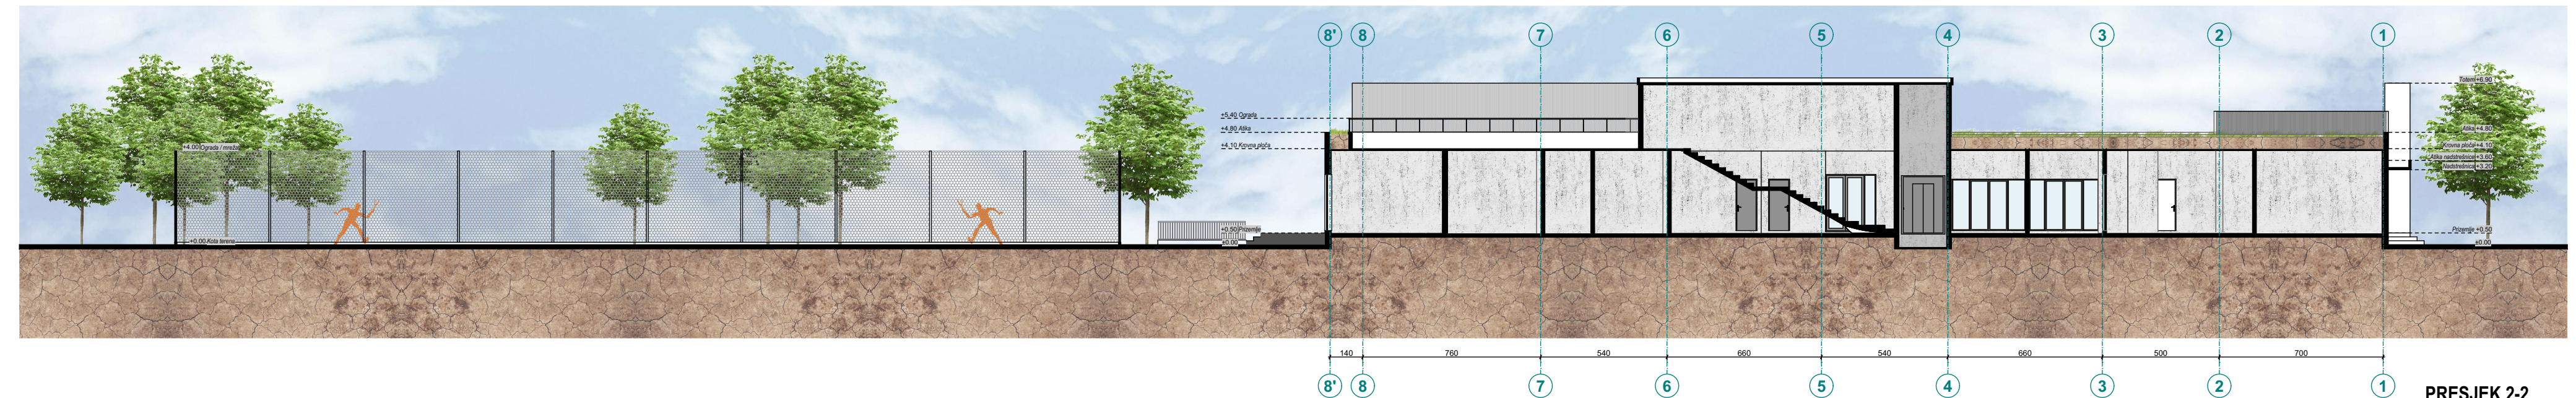 8' 8 7 6 5 4 3 2 1
Totem +6.90
+5.40 Ograda
+4.80 Atika
Atika +4.80
+4.10 Krovna ploča
Krovna ploča +4.10
+4.00 Ograda / mreža
Atika nadstrešnice +3.60
Nadstrešnica +3.20
+0.50 Prizemlje
Prizemlje +0.50
+0.00 Kota terena
±0.00
±0.00
140 760 540 660 540 660 500 700
8' 8 7 6 5 4 3 2 1
PRESJEK 2-2